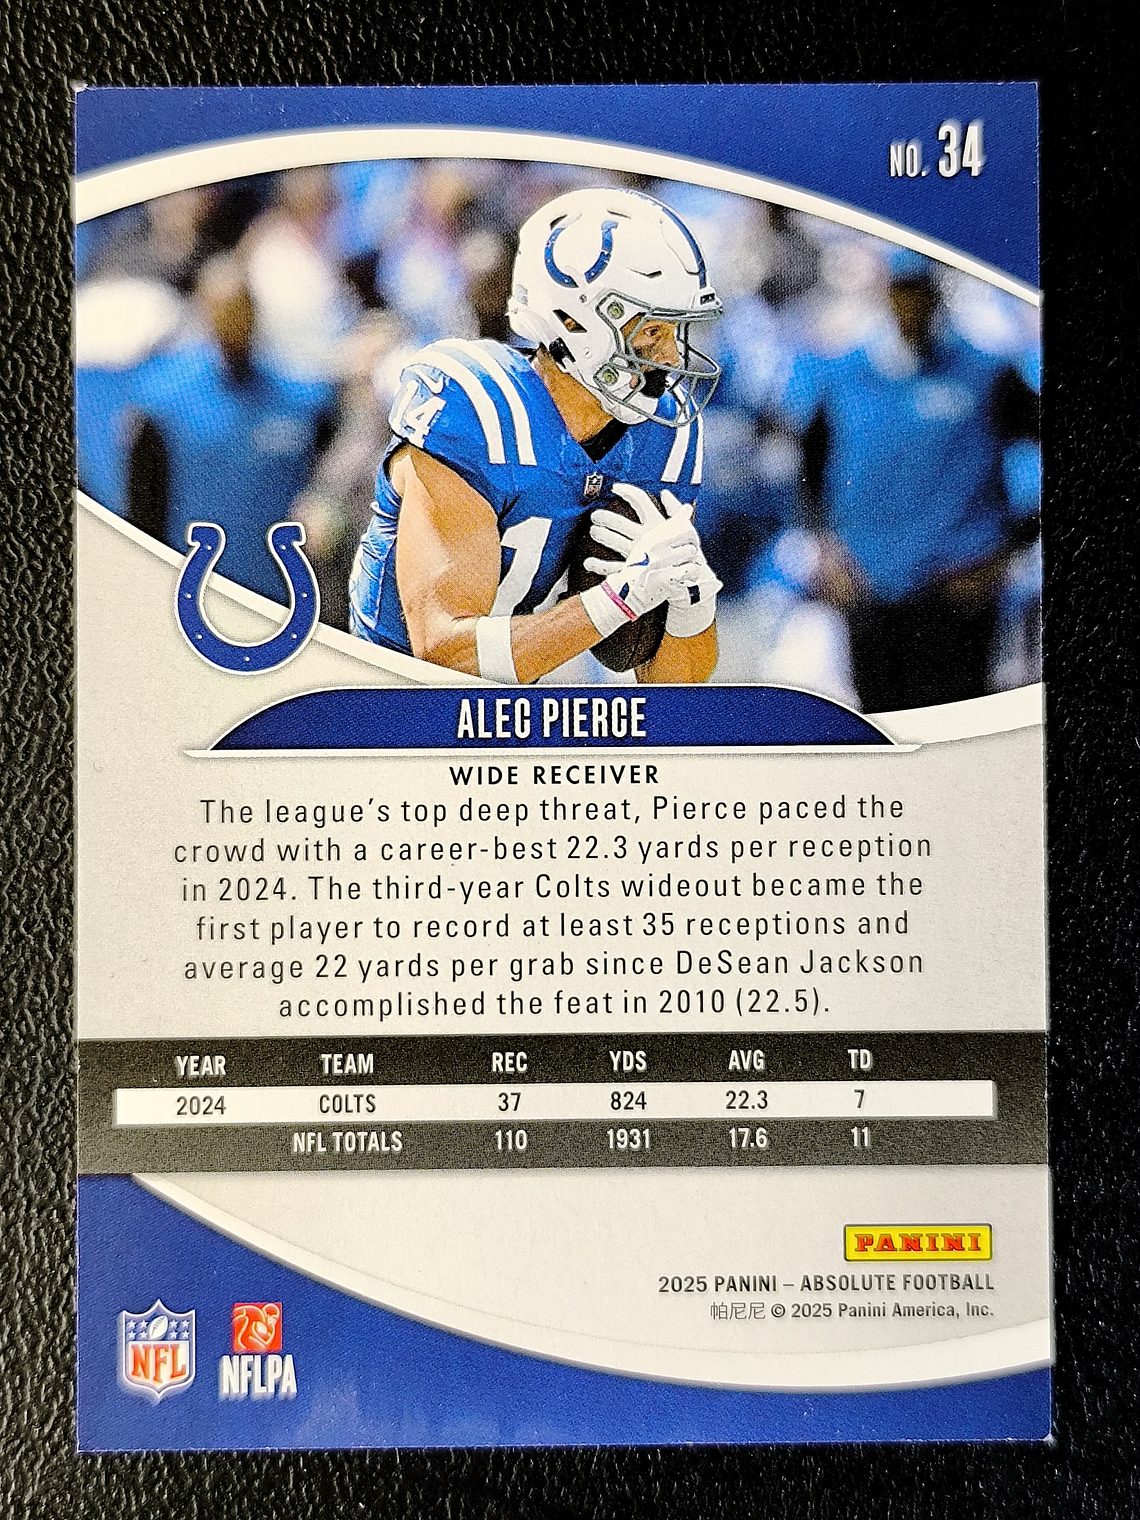 NO. 34
14
14
ALEC PIERCE
WIDE RECEIVER
The league's top deep threat, Pierce paced the
crowd with a career-best 22.3 yards per reception
in 2024. The third-year Colts wideout became the
first player to record at least 35 receptions and
average 22 yards per grab since DeSean Jackson
accomplished the feat in 2010 (22.5).
YEAR TEAM REC YDS AVG TD
2024 COLTS 37 824 22.3 7
NFL TOTALS 110 1931 17.6 11
PANINI
2025 PANINI – ABSOLUTE FOOTBALL
帕尼尼 © 2025 Panini America, Inc.
NFL
NFLPA